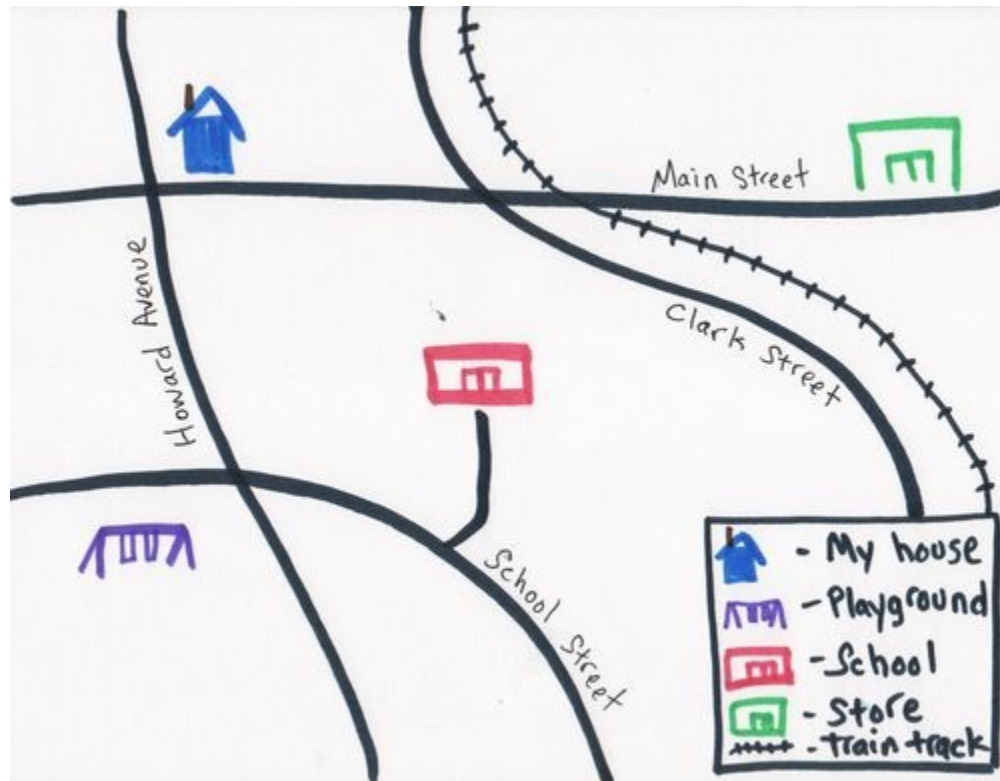 Main Street
Howard Avenue
Clark Street
School Street
- My house
- Playground
- School
- Store
- train track